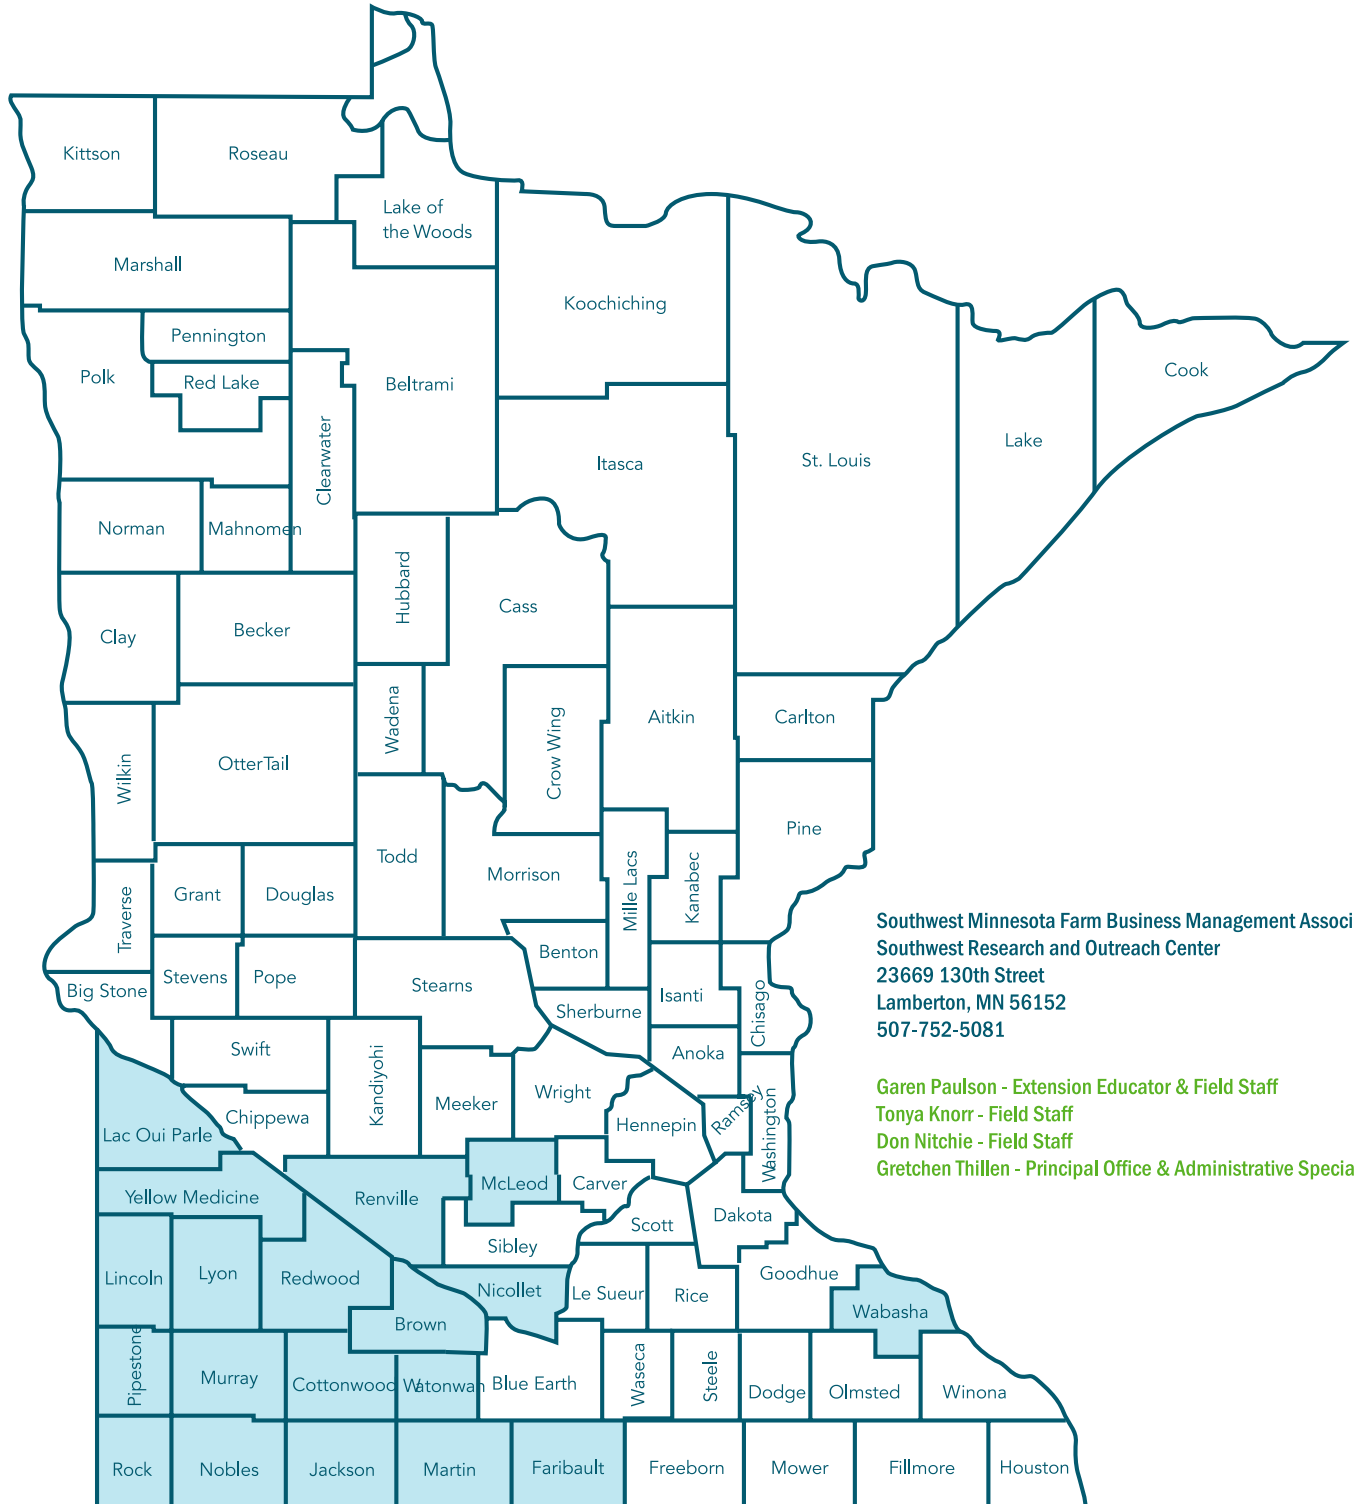 Kittson
Roseau
Lake of
the Woods
Marshall
Koochiching
Pennington
Polk
Red Lake
Beltrami
Cook
Lake
Clearwater
Itasca
St. Louis
Norman
Mahnomen
Hubbard
Cass
Clay
Becker
Wadena
Crow Wing
Aitkin
Carlton
Wilkin
OtterTail
Pine
Todd
Morrison
Mille Lacs
Kanabec
Grant
Douglas
Traverse
Benton
Stevens
Pope
Stearns
Big Stone
Isanti
Sherburne
Chisago
Swift
Kandiyohi
Anoka
Wright
Meeker
Chippewa
Hennepin
Ramsey
Washington
Lac Oui Parle
McLeod
Carver
Yellow Medicine
Renville
Scott
Dakota
Sibley
Lincoln
Lyon
Redwood
Nicollet
Le Sueur
Rice
Goodhue
Wabasha
Brown
Pipestone
Murray
Cottonwood
Watonwan
Blue Earth
Waseca
Steele
Dodge
Olmsted
Winona
Rock
Nobles
Jackson
Martin
Faribault
Freeborn
Mower
Fillmore
Houston
Southwest Minnesota Farm Business Management Associ
Southwest Research and Outreach Center
23669 130th Street
Lamberton, MN 56152
507-752-5081
Garen Paulson - Extension Educator & Field Staff
Tonya Knorr - Field Staff
Don Nitchie - Field Staff
Gretchen Thillen - Principal Office & Administrative Specia